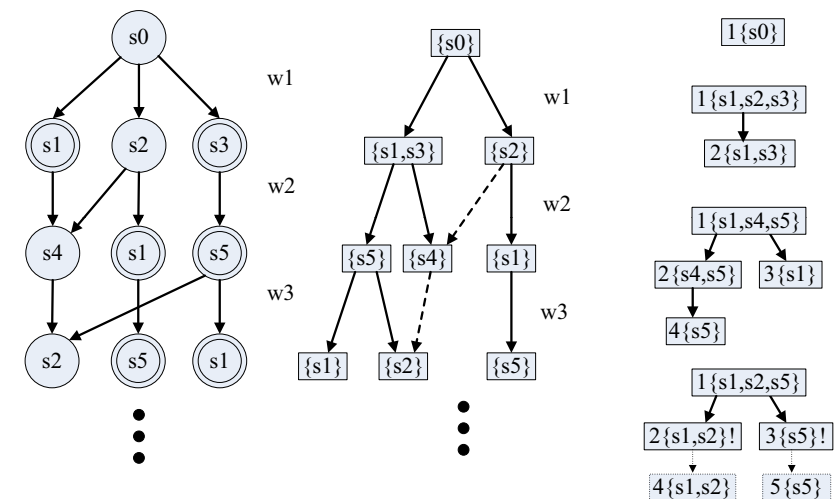 s0
w1
s1 s2 s3
w2
s4 s1 s5
w3
s2 s5 s1
{s0}
w1
{s1,s3} {s2}
w2
{s5} {s4} {s1}
w3
{s1} {s2} {s5}
1{s0}
1{s1,s2,s3}
2{s1,s3}
1{s1,s4,s5}
2{s4,s5} 3{s1}
4{s5}
1{s1,s2,s5}
2{s1,s2}! 3{s5}!
4{s1,s2} 5{s5}